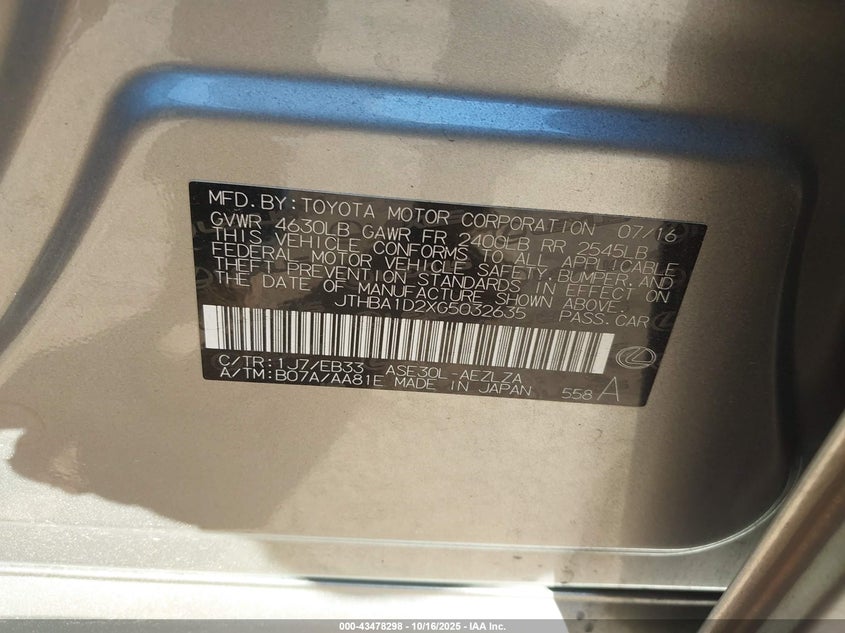 MFD. BY: TOYOTA MOTOR CORPORATION 07/16
GVWR 4630LB GAWR FR 2400LB RR 2545LB
THIS VEHICLE CONFORMS TO ALL APPLICABLE
FEDERAL MOTOR VEHICLE SAFETY, BUMPER, AND
THEFT PREVENTION STANDARDS IN EFFECT ON
THE DATE OF MANUFACTURE SHOWN ABOVE.
JTHBA1D2XG5032635 PASS. CAR
C/TR: 1J7/EB33 ASE30L-AEZLZA
A/TM: B07A/AA81E MADE IN JAPAN 558 A
000-43478298 - 10/16/2025 - IAA Inc.